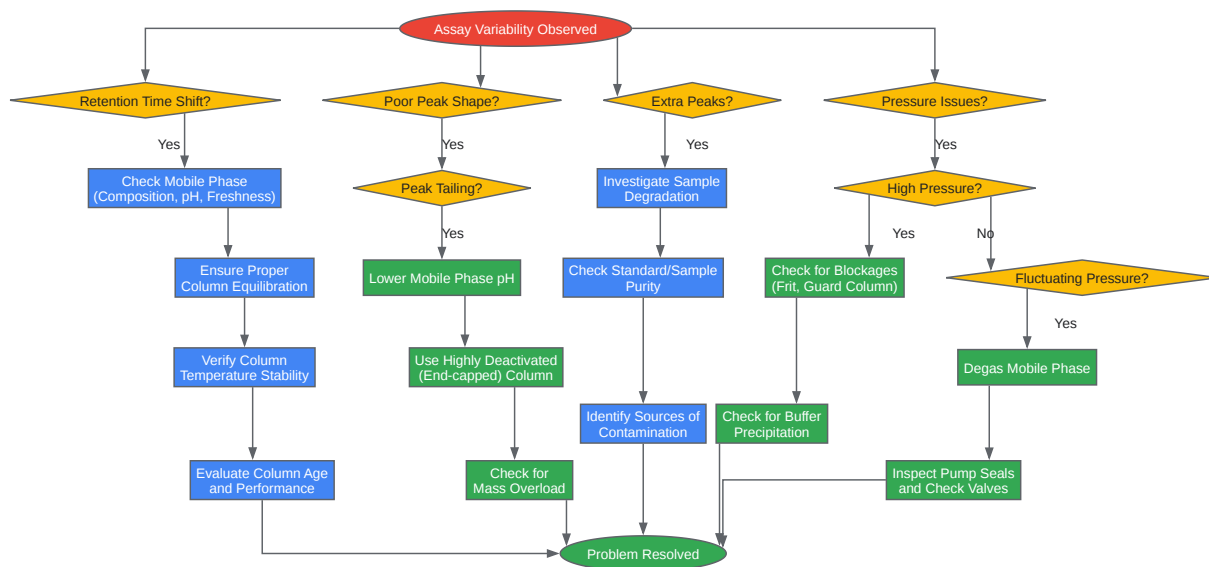 Assay Variability Observed
Retention Time Shift?
Poor Peak Shape?
Extra Peaks?
Pressure Issues?
Yes
Yes
Yes
Yes
Check Mobile Phase
(Composition, pH, Freshness)
Peak Tailing?
Investigate Sample
Degradation
High Pressure?
Yes
Yes
No
Ensure Proper
Column Equilibration
Lower Mobile Phase pH
Check Standard/Sample
Purity
Check for Blockages
(Frit, Guard Column)
Fluctuating Pressure?
Yes
Verify Column
Temperature Stability
Use Highly Deactivated
(End-capped) Column
Degas Mobile Phase
Identify Sources of
Contamination
Check for Buffer
Precipitation
Evaluate Column Age
and Performance
Check for
Mass Overload
Inspect Pump Seals
and Check Valves
Problem Resolved